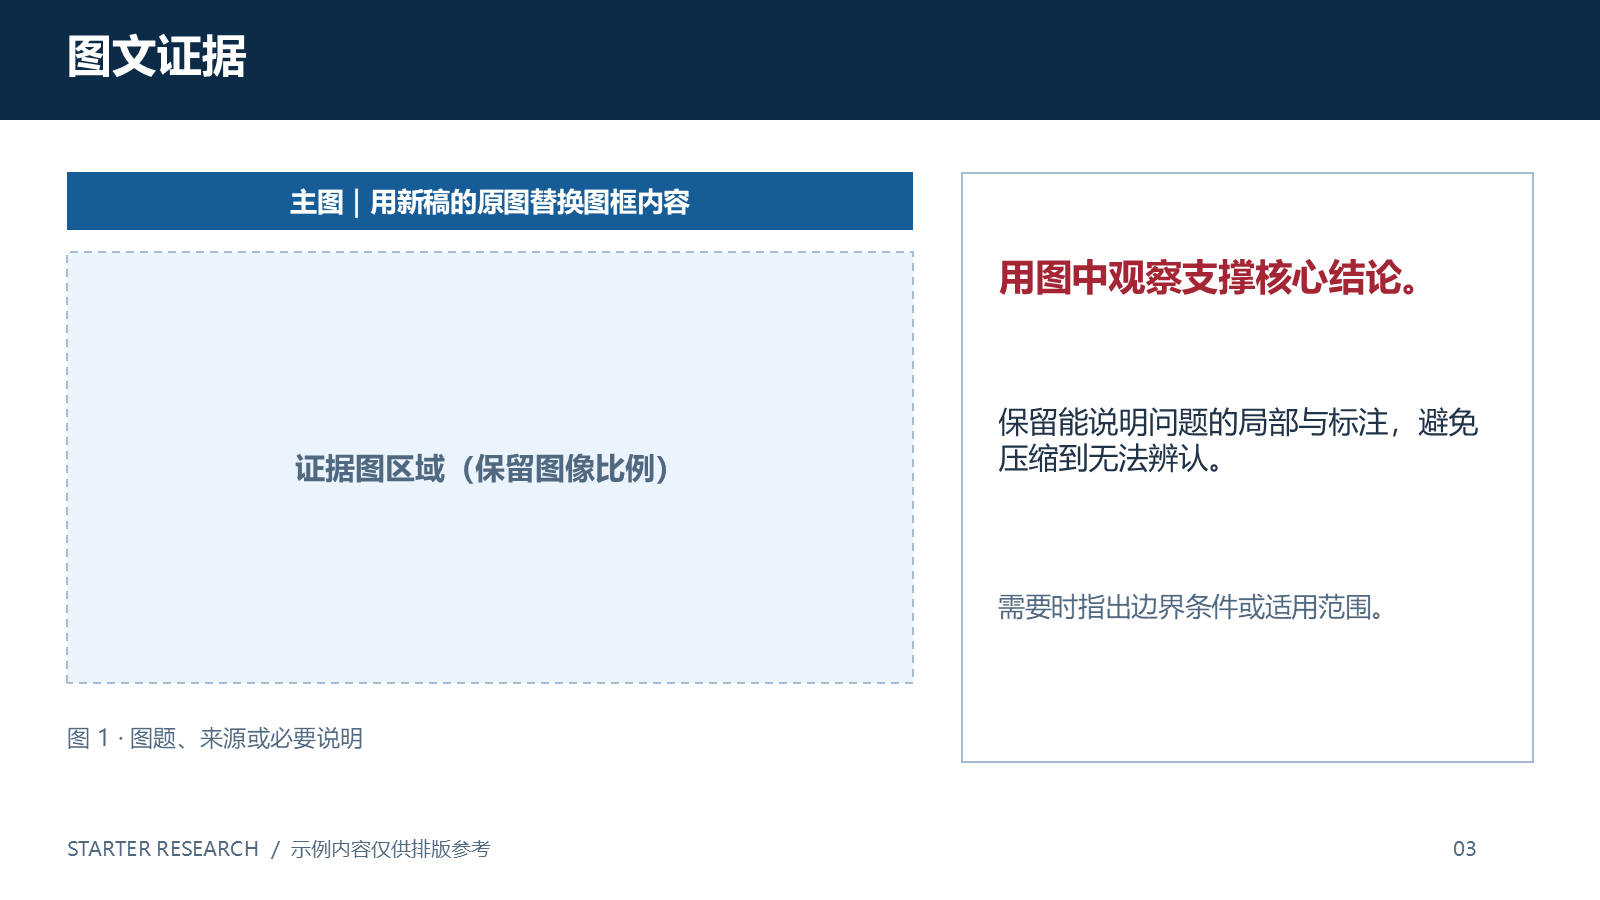 图文证据
主图｜用新稿的原图替换图框内容
证据图区域（保留图像比例）
图 1 · 图题、来源或必要说明
用图中观察支撑核心结论。
保留能说明问题的局部与标注，避免
压缩到无法辨认。
需要时指出边界条件或适用范围。
STARTER RESEARCH / 示例内容仅供排版参考
03